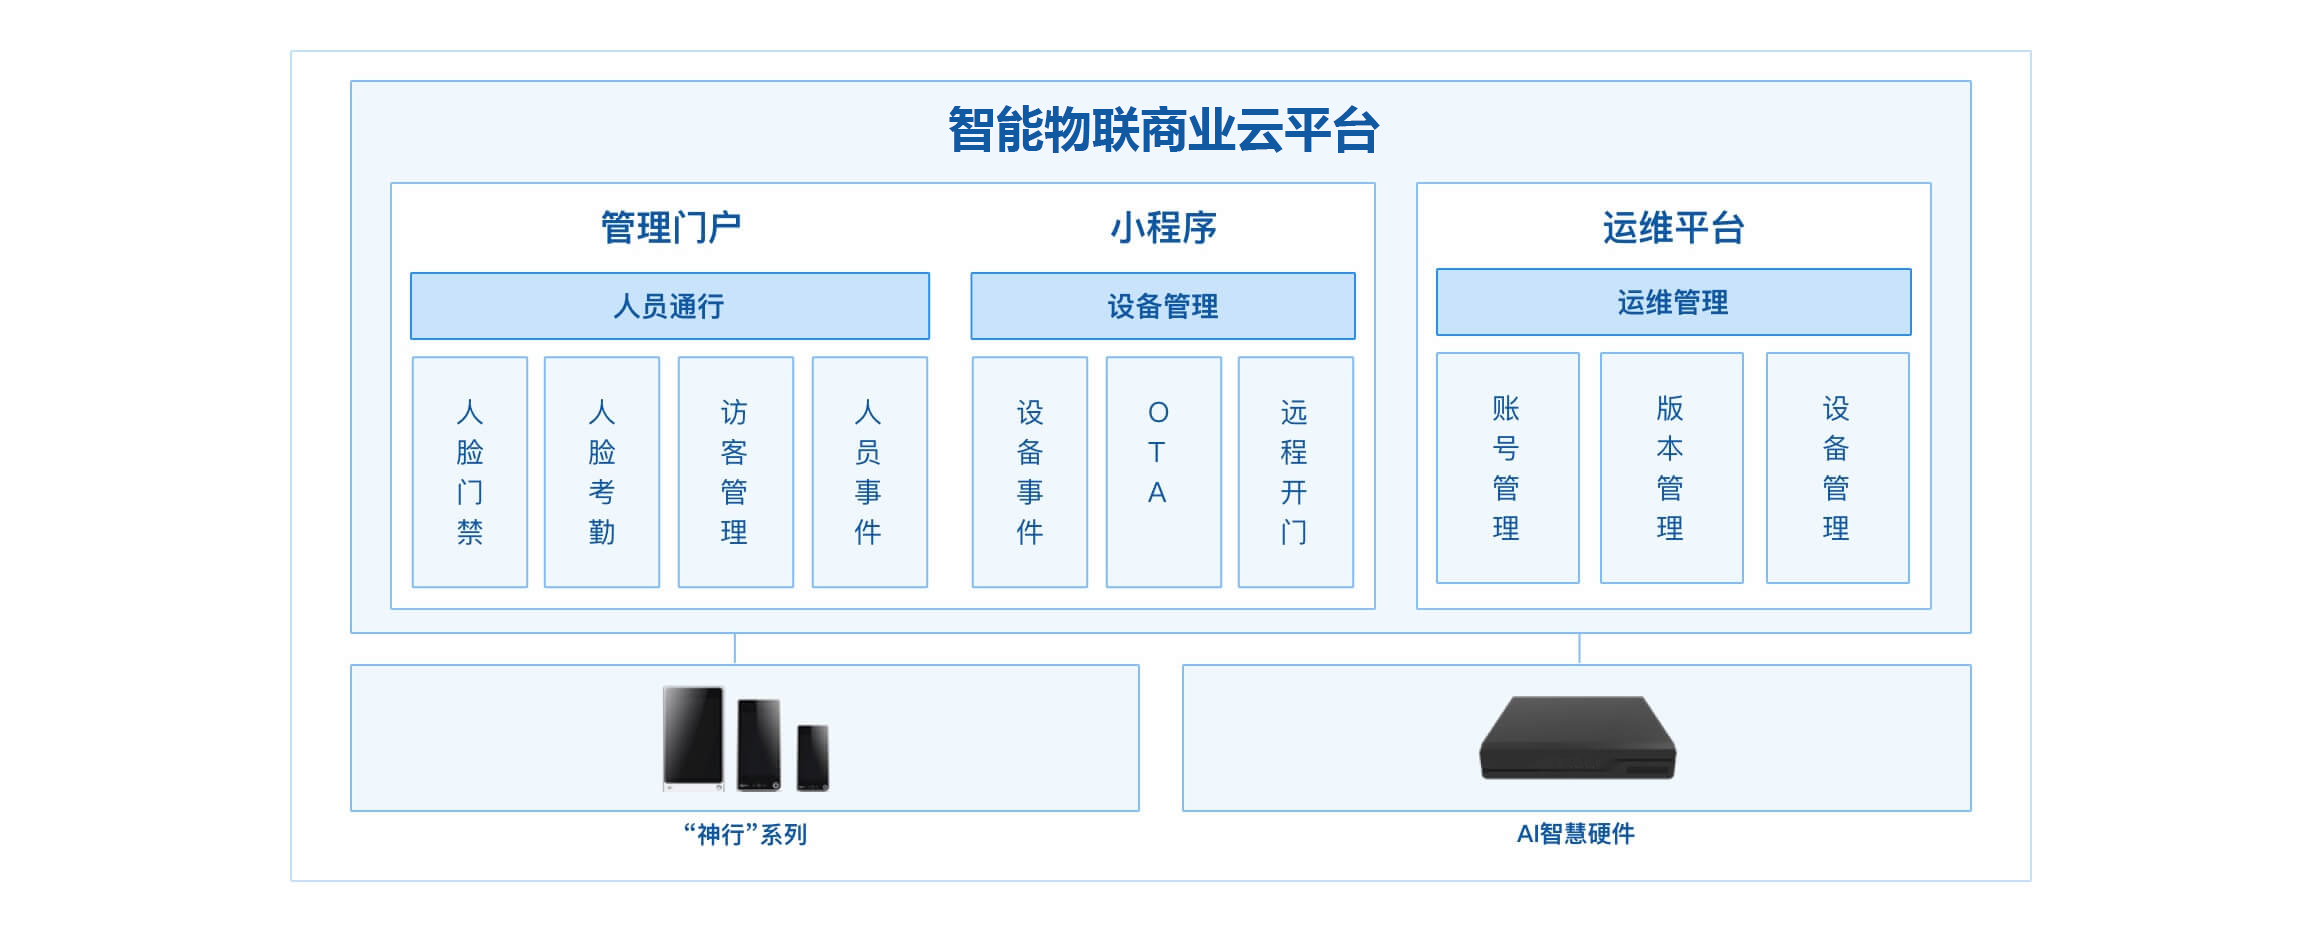 智能物联商业云平台
管理门户
小程序
运维平台
人员通行
设备管理
运维管理
人脸门禁
人脸考勤
访客管理
人员事件
设备事件
OTA
远程开门
账号管理
版本管理
设备管理
“神行”系列
AI智慧硬件